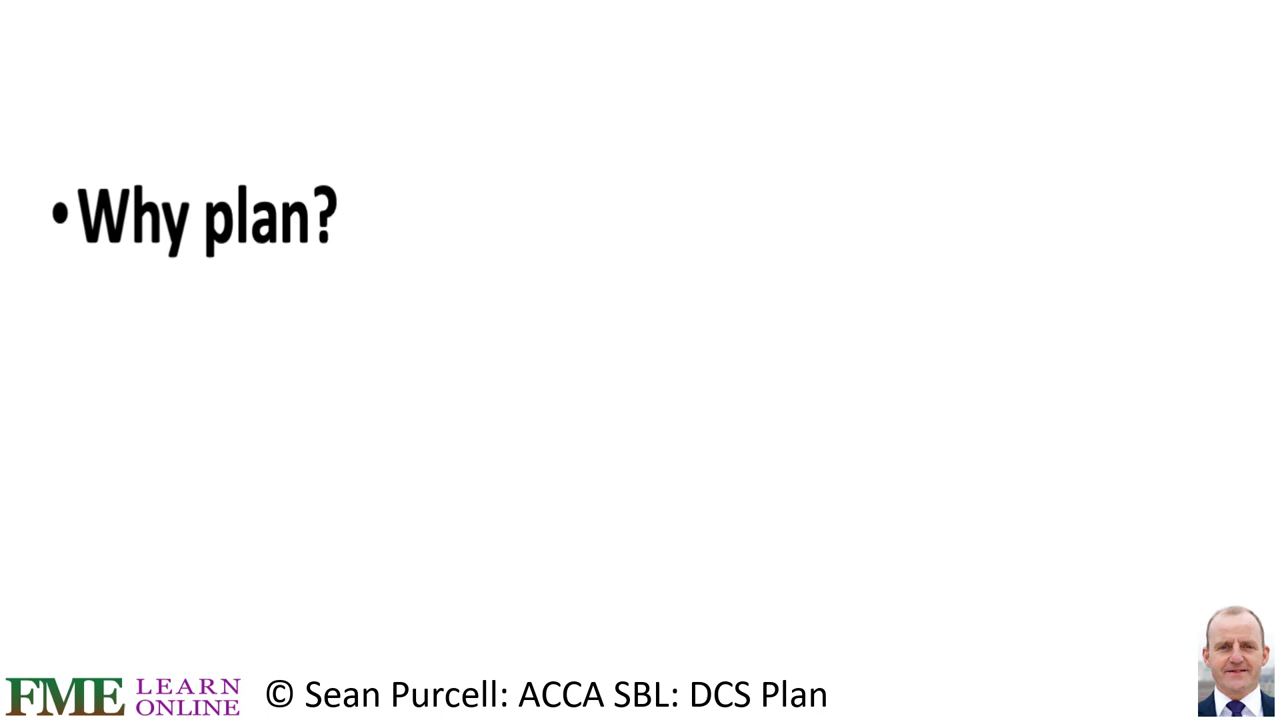 • Why plan?
FME LEARN ONLINE © Sean Purcell: ACCA SBL: DCS Plan